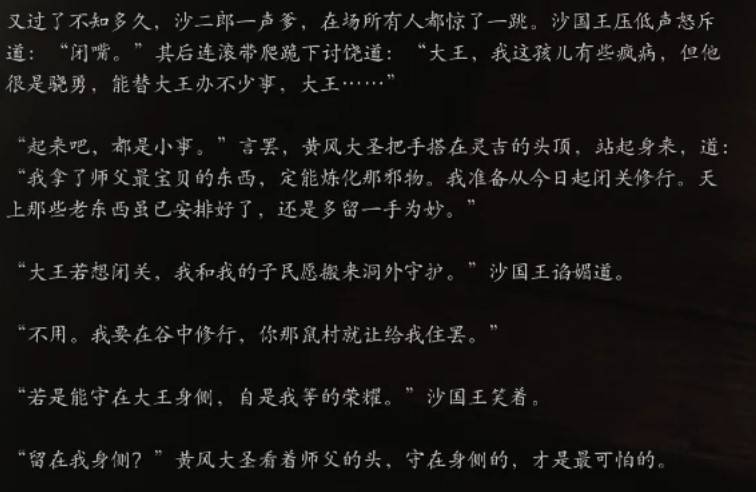 又过了不知多久，沙二郎一声爹，在场所有人都惊了一跳。沙国王压低声怒斥
道：“闭嘴。”其后连滚带爬跪下讨饶道：“大王，我这孩儿有些疯病，但他
很是骁勇，能替大王办不少事，大王……”
“起来吧，都是小事。”言罢，黄风大圣把手搭在灵吉的头顶，站起身来，道：
“我拿了师父最宝贝的东西，定能炼化那邪物。我准备从今日起闭关修行。天
上那些老东西虽已安排好了，还是多留一手为妙。”
“大王若想闭关，我和我的子民愿搬来洞外守护。”沙国王谄媚道。
“不用。我要在谷中修行，你那鼠村就让给我住罢。”
“若是能守在大王身侧，自是我等的荣耀。”沙国王笑着。
“留在我身侧？”黄风大圣看着师父的头，守在身侧的，才是最可怕的。